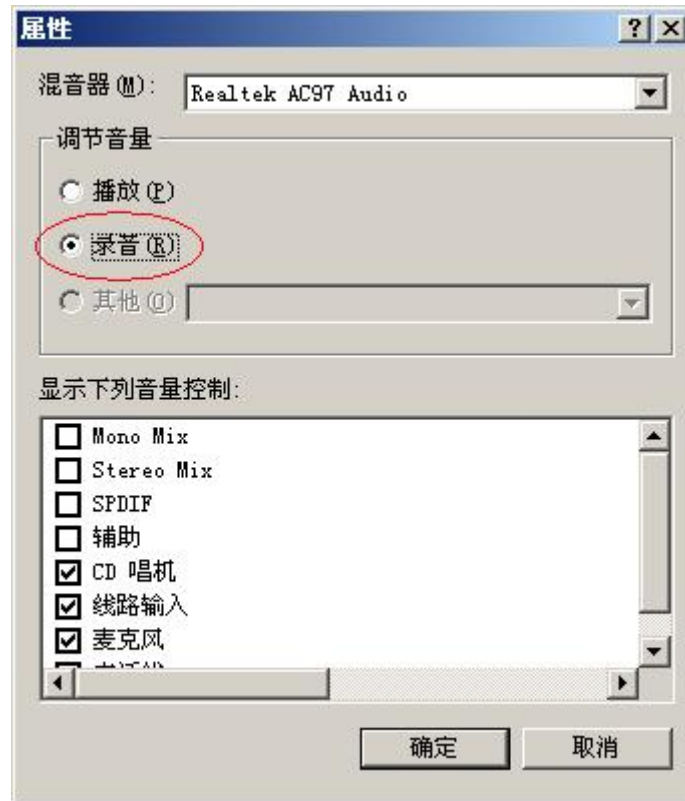 属性
混音器(M): Realtek AC97 Audio
调节音量
播放(P)
录音(R)
其他(O)
显示下列音量控制:
Mono Mix
Stereo Mix
SPDIF
辅助
CD 唱机
线路输入
麦克风
确定 取消